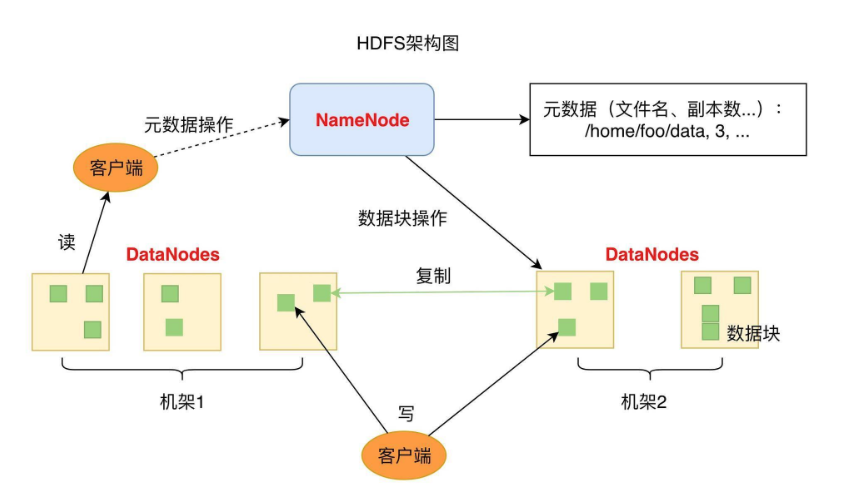 HDFS架构图
元数据操作
NameNode
元数据（文件名、副本数...）：
/home/foo/data, 3, ...
客户端
数据块操作
读
DataNodes
DataNodes
复制
数据块
机架1
机架2
写
客户端